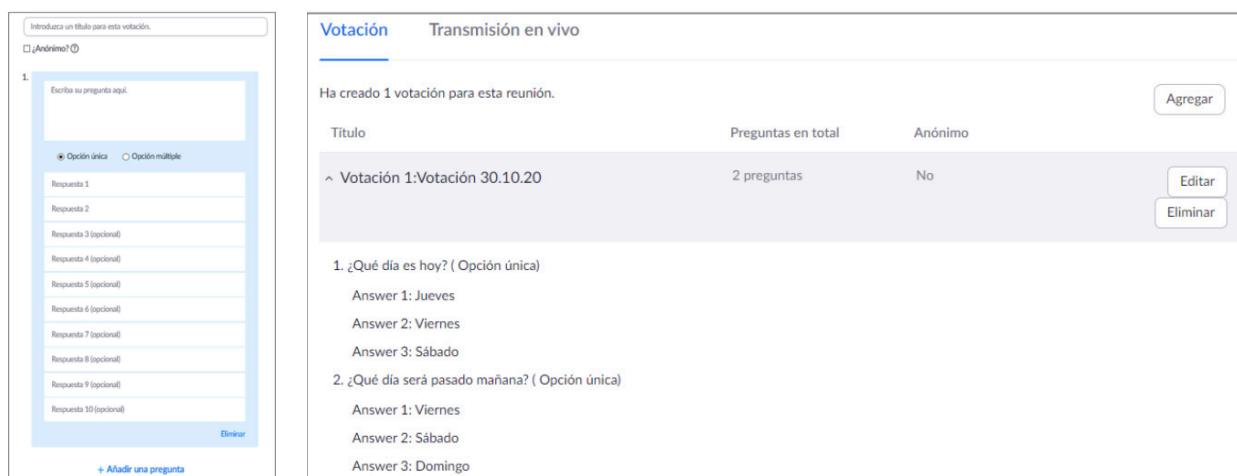 Introduzca un título para esta votación.
¿Anónimo?
1.
Escriba su pregunta aquí.
Opción única Opción múltiple
Respuesta 1
Respuesta 2
Respuesta 3 (opcional)
Respuesta 4 (opcional)
Respuesta 5 (opcional)
Respuesta 6 (opcional)
Respuesta 7 (opcional)
Respuesta 8 (opcional)
Respuesta 9 (opcional)
Respuesta 10 (opcional)
Eliminar
+ Añadir una pregunta
Votación Transmisión en vivo
Ha creado 1 votación para esta reunión. Agregar
Título Preguntas en total Anónimo
Votación 1:Votación 30.10.20 2 preguntas No Editar
Eliminar
1. ¿Qué día es hoy? ( Opción única)
Answer 1: Jueves
Answer 2: Viernes
Answer 3: Sábado
2. ¿Qué día será pasado mañana? ( Opción única)
Answer 1: Viernes
Answer 2: Sábado
Answer 3: Domingo